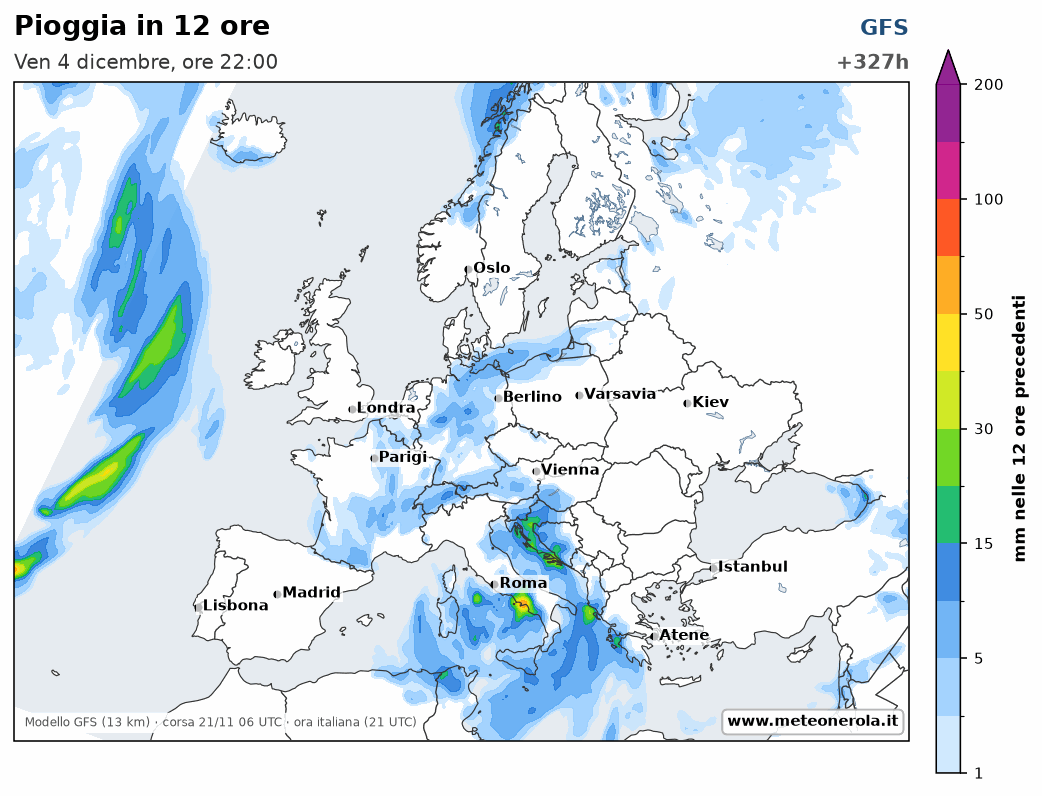 Pioggia in 12 ore
GFS
Ven 4 dicembre, ore 22:00
+327h
200
100
50
30
15
5
1
mm nelle 12 ore precedenti
Oslo
Berlino
Varsavia
Kiev
Londra
Parigi
Vienna
Roma
Istanbul
Madrid
Lisbona
Atene
Modello GFS (13 km) · corsa 21/11 06 UTC · ora italiana (21 UTC)
www.meteonerola.it